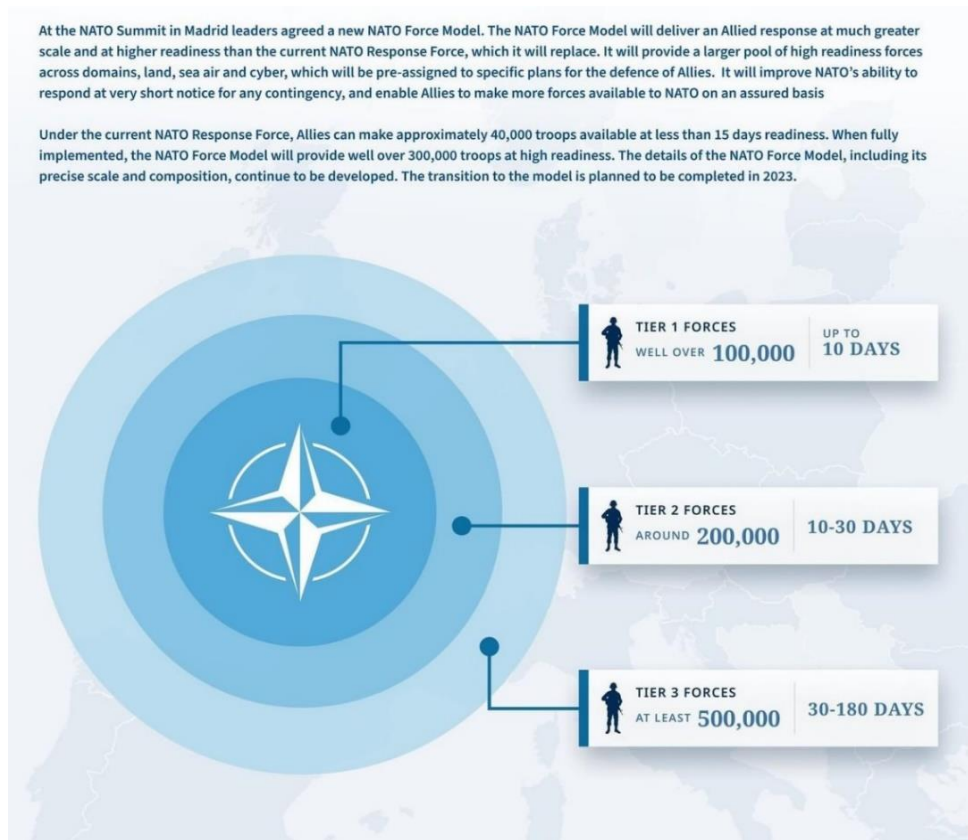 At the NATO Summit in Madrid leaders agreed a new NATO Force Model. The NATO Force Model will deliver an Allied response at much greater
scale and at higher readiness than the current NATO Response Force, which it will replace. It will provide a larger pool of high readiness forces
across domains, land, sea air and cyber, which will be pre-assigned to specific plans for the defence of Allies. It will improve NATO's ability to
respond at very short notice for any contingency, and enable Allies to make more forces available to NATO on an assured basis
Under the current NATO Response Force, Allies can make approximately 40,000 troops available at less than 15 days readiness. When fully
implemented, the NATO Force Model will provide well over 300,000 troops at high readiness. The details of the NATO Force Model, including its
precise scale and composition, continue to be developed. The transition to the model is planned to be completed in 2023.
TIER 1 FORCES
WELL OVER 100,000
UP TO
10 DAYS
TIER 2 FORCES
AROUND 200,000
10-30 DAYS
TIER 3 FORCES
AT LEAST 500,000
30-180 DAYS